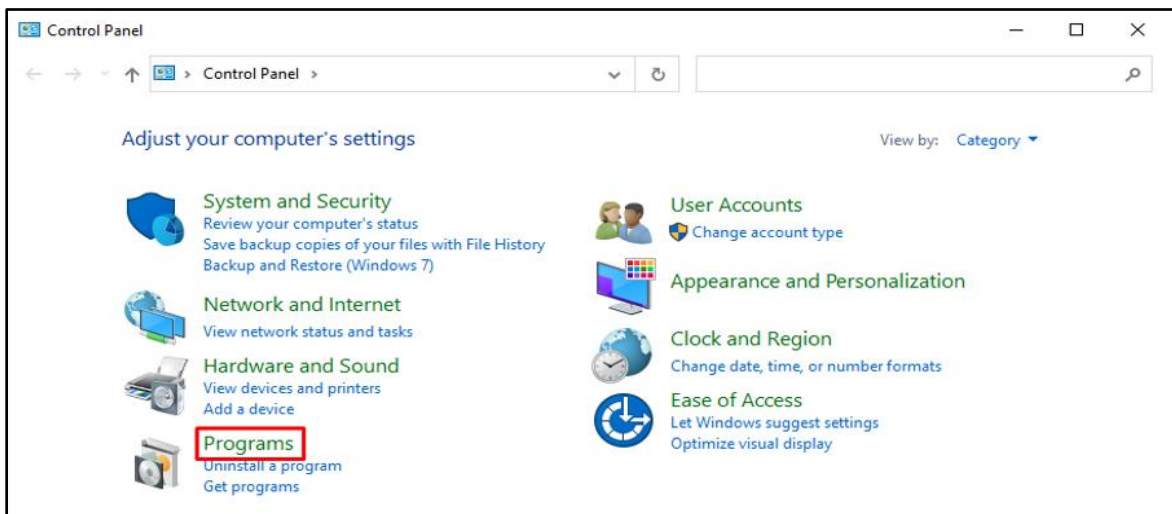 Control Panel
Control Panel
Adjust your computer's settings
View by: Category
System and Security
Review your computer's status
Save backup copies of your files with File History
Backup and Restore (Windows 7)
Network and Internet
View network status and tasks
Hardware and Sound
View devices and printers
Add a device
Programs
Uninstall a program
Get programs
User Accounts
Change account type
Appearance and Personalization
Clock and Region
Change date, time, or number formats
Ease of Access
Let Windows suggest settings
Optimize visual display